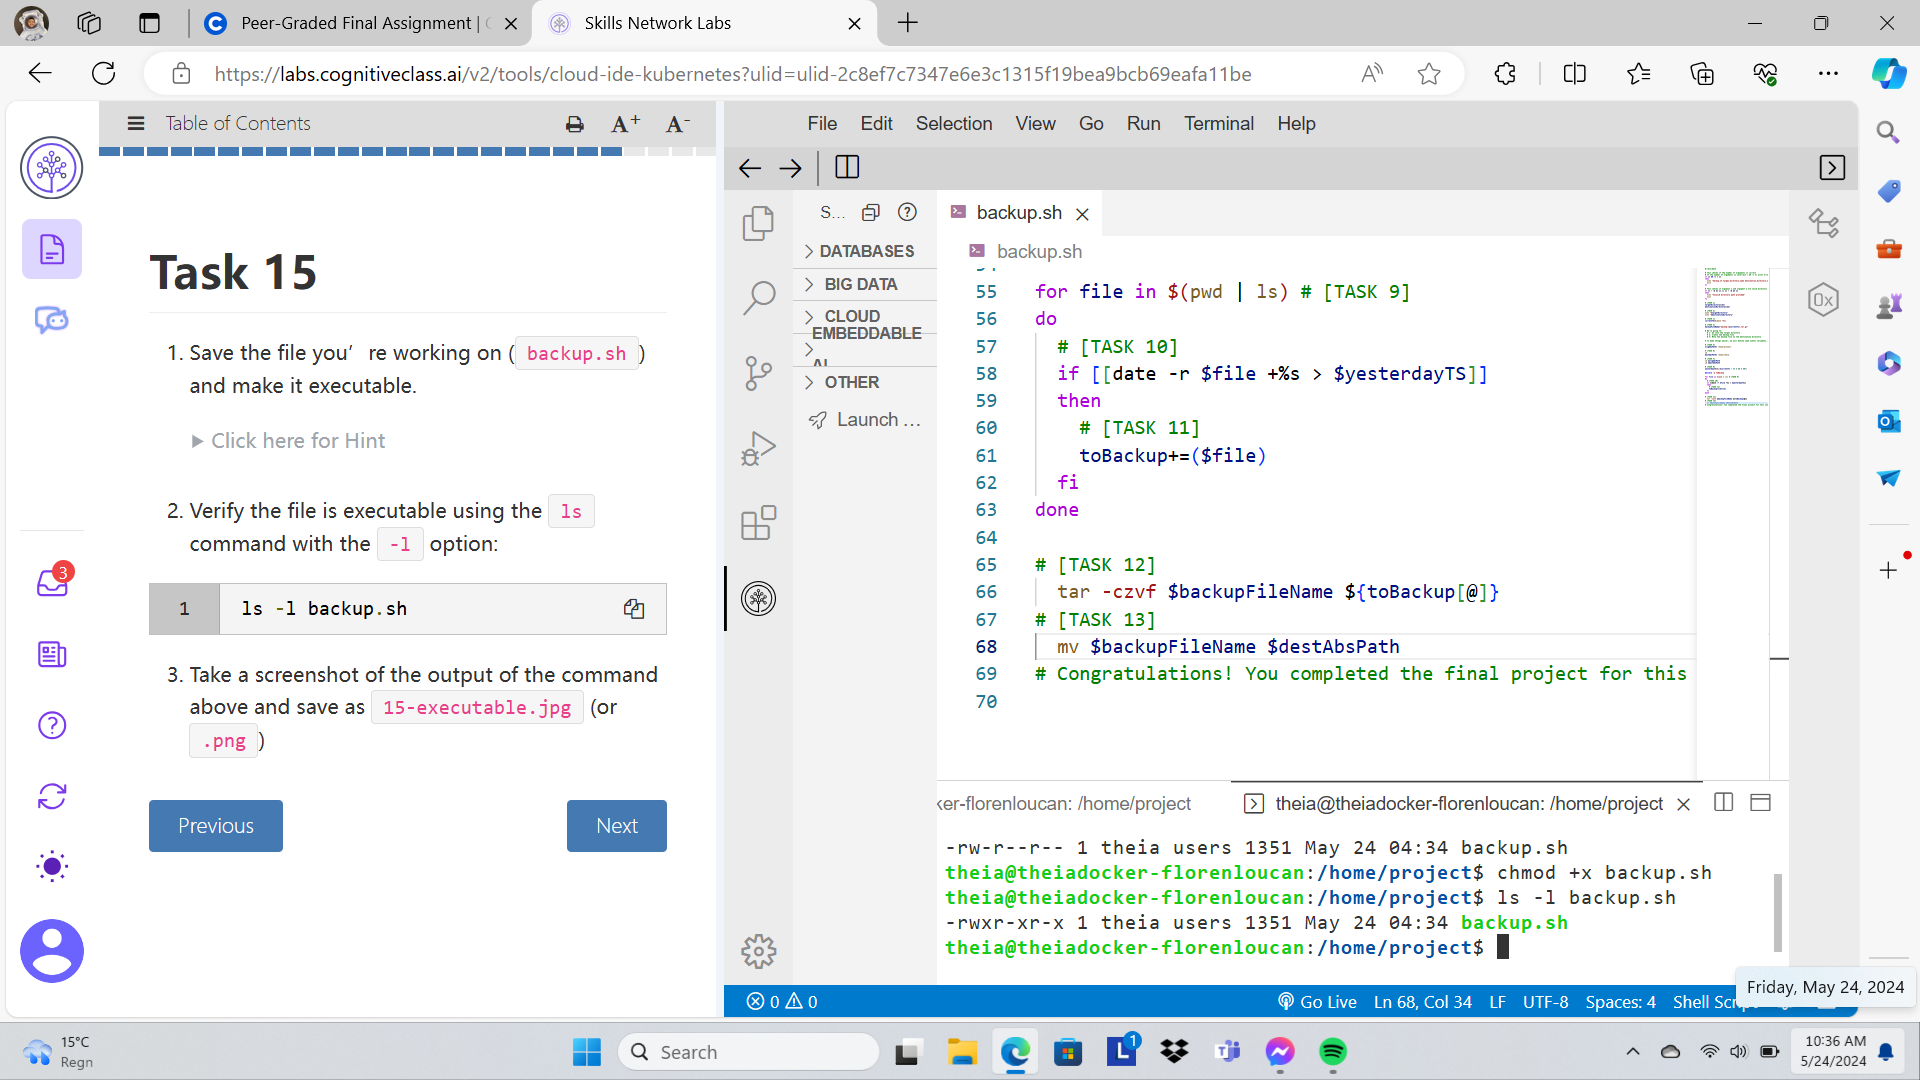 Peer-Graded Final Assignment |
Skills Network Labs
https://labs.cognitiveclass.ai/v2/tools/cloud-ide-kubernetes?ulid=ulid-2c8ef7c7347e6e3c1315f19bea9bcb69eafa11be
Table of Contents
A+ A-
Task 15
1. Save the file you’re working on ( backup.sh )
and make it executable.
Click here for Hint
2. Verify the file is executable using the ls
command with the -l option:
1 ls -l backup.sh
3. Take a screenshot of the output of the command
above and save as 15-executable.jpg (or
.png )
Previous
Next
3
File Edit Selection View Go Run Terminal Help
S...
DATABASES
BIG DATA
CLOUD
EMBEDDABLE
AI
OTHER
Launch ...
backup.sh
backup.sh
0x
54
55 for file in $(pwd | ls) # [TASK 9]
56 do
57 # [TASK 10]
58 if [[date -r $file +%s > $yesterdayTS]]
59 then
60 # [TASK 11]
61 toBackup+=($file)
62 fi
63 done
64
65 # [TASK 12]
66 tar -czvf $backupFileName ${toBackup[@]}
67 # [TASK 13]
68 mv $backupFileName $destAbsPath
69 # Congratulations! You completed the final project for this
70
ker-florenloucan: /home/project
theia@theiadocker-florenloucan: /home/project
-rw-r--r-- 1 theia users 1351 May 24 04:34 backup.sh
theia@theiadocker-florenloucan:/home/project$ chmod +x backup.sh
theia@theiadocker-florenloucan:/home/project$ ls -l backup.sh
-rwxr-xr-x 1 theia users 1351 May 24 04:34 backup.sh
theia@theiadocker-florenloucan:/home/project$
0 0
Go Live Ln 68, Col 34 LF UTF-8 Spaces: 4 Shell Scrip
Friday, May 24, 2024
15°C
Regn
Search
1
10:36 AM
5/24/2024